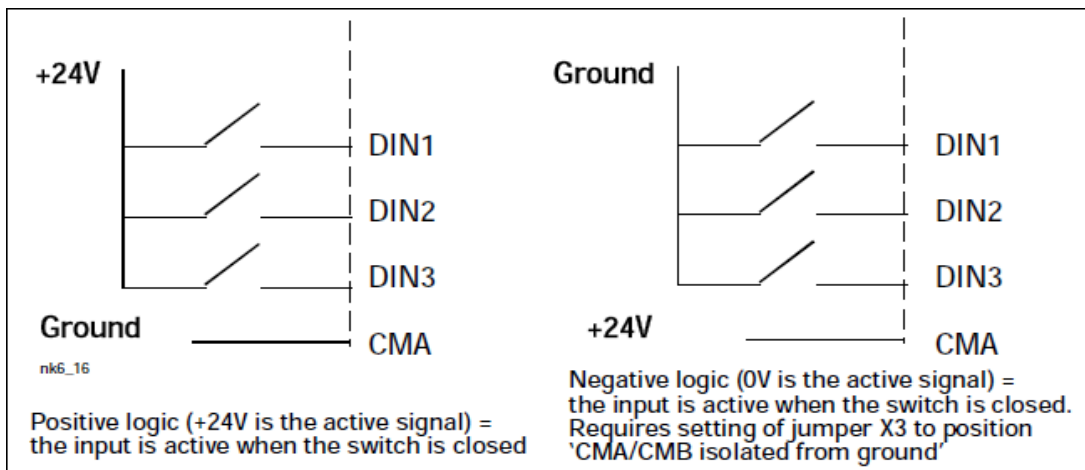 +24V
DIN1
DIN2
DIN3
Ground
CMA
nk6_16
Positive logic (+24V is the active signal) =
the input is active when the switch is closed
Ground
DIN1
DIN2
DIN3
+24V
CMA
Negative logic (0V is the active signal) =
the input is active when the switch is closed.
Requires setting of jumper X3 to position
‘CMA/CMB isolated from ground’